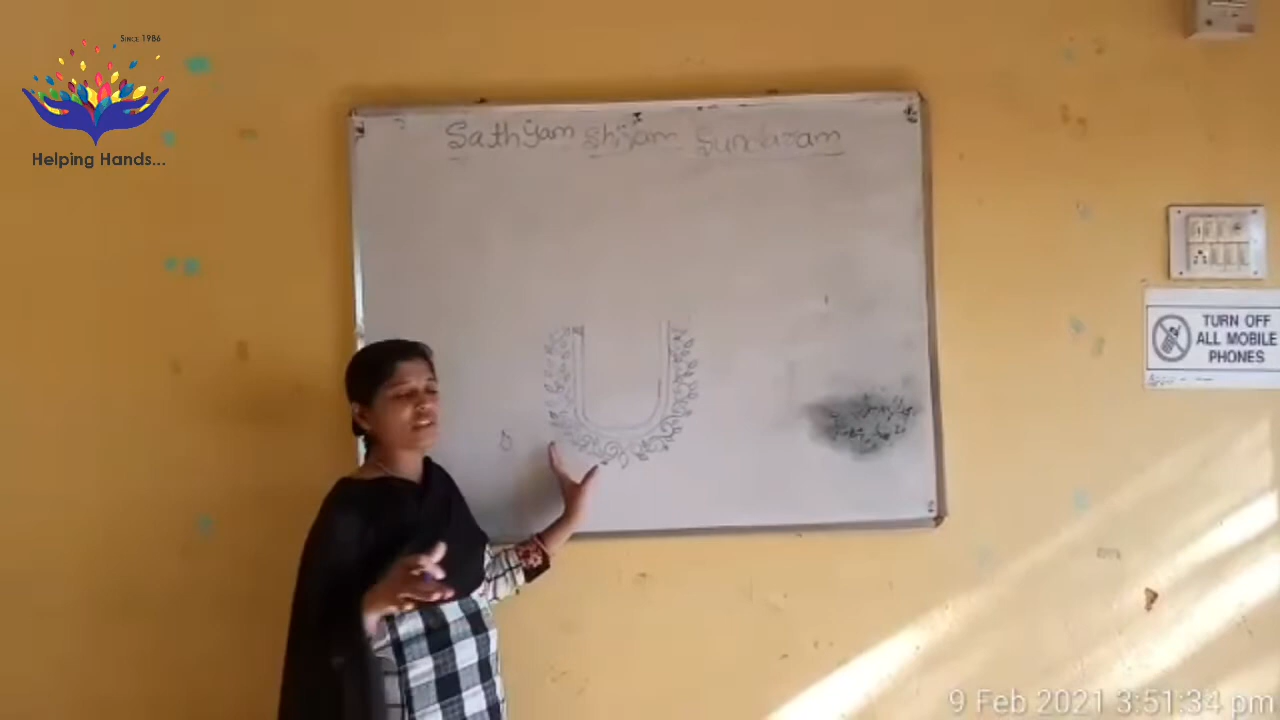 SINCE 1986
Helping Hands...
Sathyam Shivam Sundaram
TURN OFF
ALL MOBILE
PHONES
9 Feb 2021 3:51:34 pm